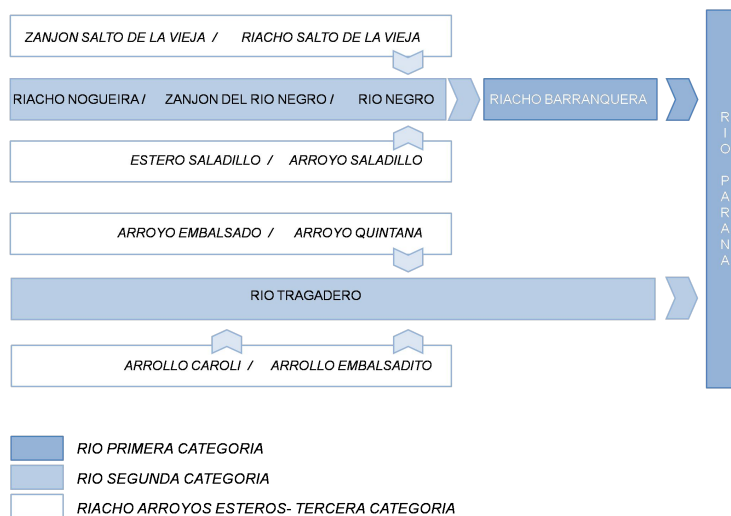 ZANJON SALTO DE LA VIEJA / RIACHO SALTO DE LA VIEJA
RIACHO NOGUEIRA / ZANJON DEL RIO NEGRO / RIO NEGRO
RIACHO BARRANQUERA
ESTERO SALADILLO / ARROYO SALADILLO
ARROYO EMBALSADO / ARROYO QUINTANA
RIO TRAGADERO
ARROLLO CAROLI / ARROLLO EMBALSADITO
RIO PARANA
RIO PRIMERA CATEGORIA
RIO SEGUNDA CATEGORIA
RIACHO ARROYOS ESTEROS- TERCERA CATEGORIA